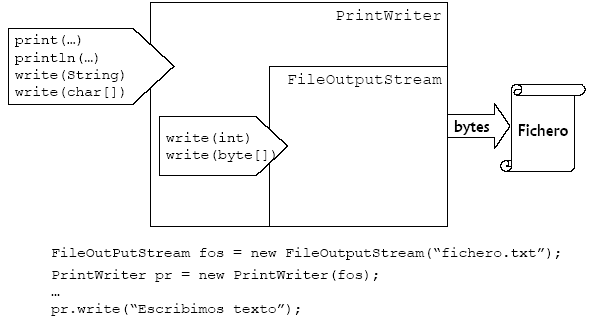 PrintWriter
print(…)
println(…)
write(String)
write(char[])
FileOutputStream
write(int)
write(byte[])
bytes
Fichero
FileOutPutStream fos = new FileOutputStream(“fichero.txt”);
PrintWriter pr = new PrintWriter(fos);
…
pr.write(“Escribimos texto”);